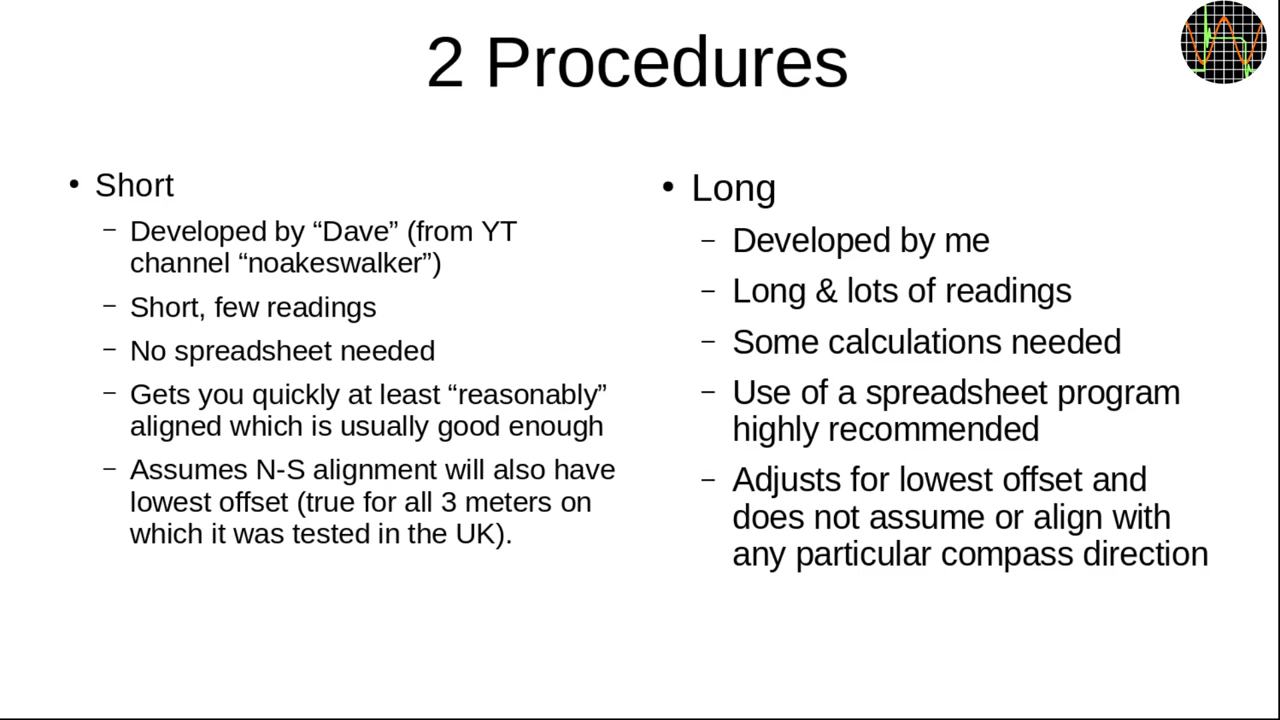 2 Procedures
• Short
– Developed by “Dave” (from YT
channel “noakeswalker”)
– Short, few readings
– No spreadsheet needed
– Gets you quickly at least “reasonably”
aligned which is usually good enough
– Assumes N-S alignment will also have
lowest offset (true for all 3 meters on
which it was tested in the UK).
• Long
– Developed by me
– Long & lots of readings
– Some calculations needed
– Use of a spreadsheet program
highly recommended
– Adjusts for lowest offset and
does not assume or align with
any particular compass direction